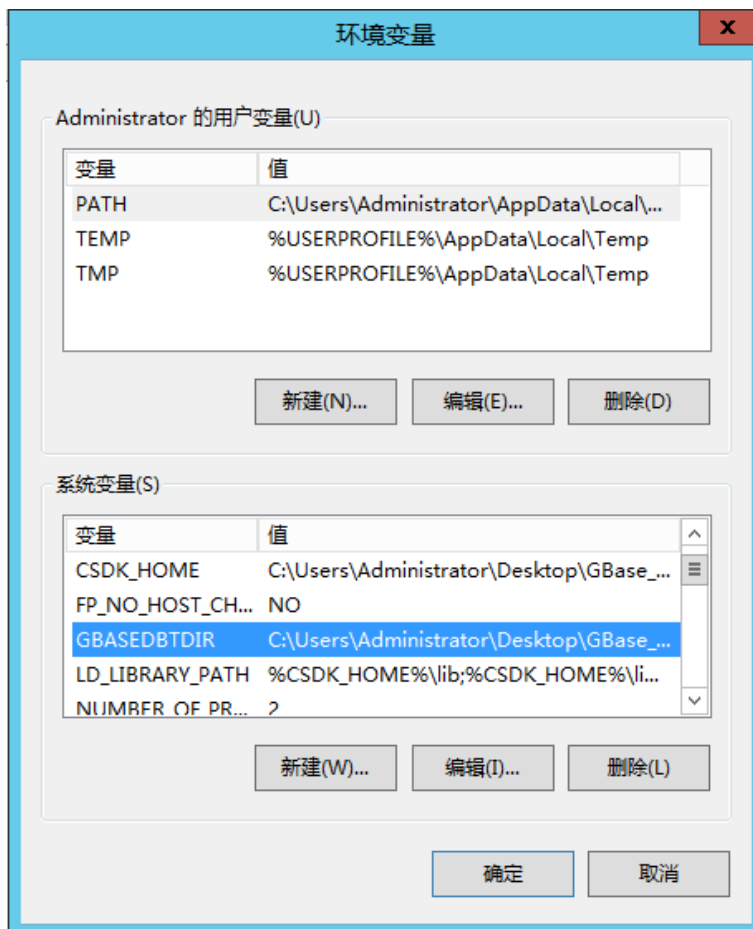 环境变量
x
Administrator 的用户变量(U)
变量 值
PATH C:\Users\Administrator\AppData\Local\...
TEMP %USERPROFILE%\AppData\Local\Temp
TMP %USERPROFILE%\AppData\Local\Temp
新建(N)... 编辑(E)... 删除(D)
系统变量(S)
变量 值
CSDK_HOME C:\Users\Administrator\Desktop\GBase_...
FP_NO_HOST_CH... NO
GBASEDBTDIR C:\Users\Administrator\Desktop\GBase_...
LD_LIBRARY_PATH %CSDK_HOME%\lib;%CSDK_HOME%\li...
NUMBER_OF_PR... 2
新建(W)... 编辑(I)... 删除(L)
确定 取消